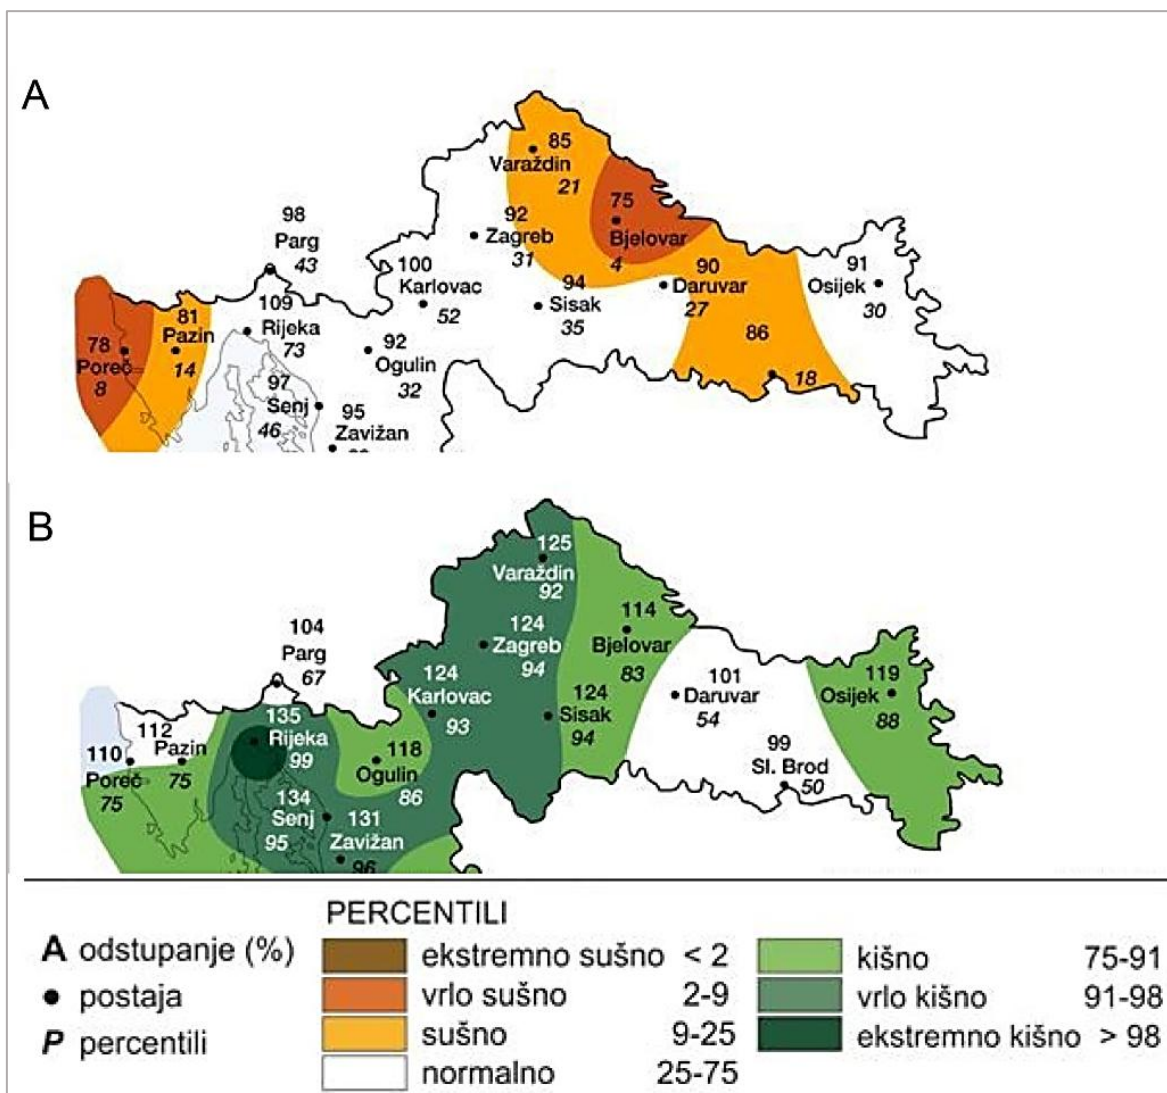 A
85
Varaždin
21
75
Bjelovar
4
92
Zagreb
31
98
Parg
43
100
Karlovac
52
94
Sisak
35
90
Daruvar
27
91
Osijek
30
109
Rijeka
73
81
Pazin
14
78
Poreč
8
92
Ogulin
32
86
18
97
Senj
46
95
Zavižan
B
125
Varaždin
92
124
Zagreb
94
114
Bjelovar
83
104
Parg
67
124
Karlovac
93
124
Sisak
94
101
Daruvar
54
119
Osijek
88
135
Rijeka
99
112
Pazin
75
110
Poreč
75
118
Ogulin
86
99
Sl. Brod
50
134
Senj
95
131
Zavižan
96
PERCENTILI
A odstupanje (%)
postaja
P percentili
ekstremno sušno < 2
vrlo sušno 2-9
sušno 9-25
normalno 25-75
kišno 75-91
vrlo kišno 91-98
ekstremno kišno > 98